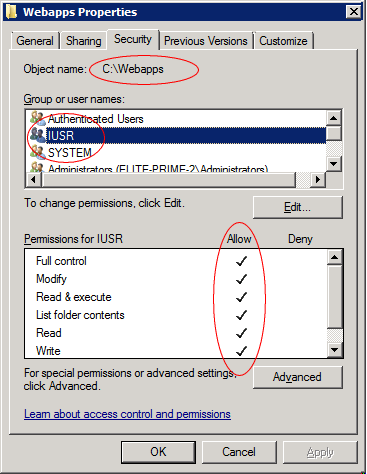 Webapps Properties
General Sharing Security Previous Versions Customize
Object name: C:\Webapps
Group or user names:
Authenticated Users
IUSR
SYSTEM
Administrators (ELITE-PRIME-2\Administrators)
To change permissions, click Edit.
Edit...
Permissions for IUSR Allow Deny
Full control
Modify
Read & execute
List folder contents
Read
Write
For special permissions or advanced settings,
click Advanced.
Advanced
Learn about access control and permissions
OK Cancel Apply